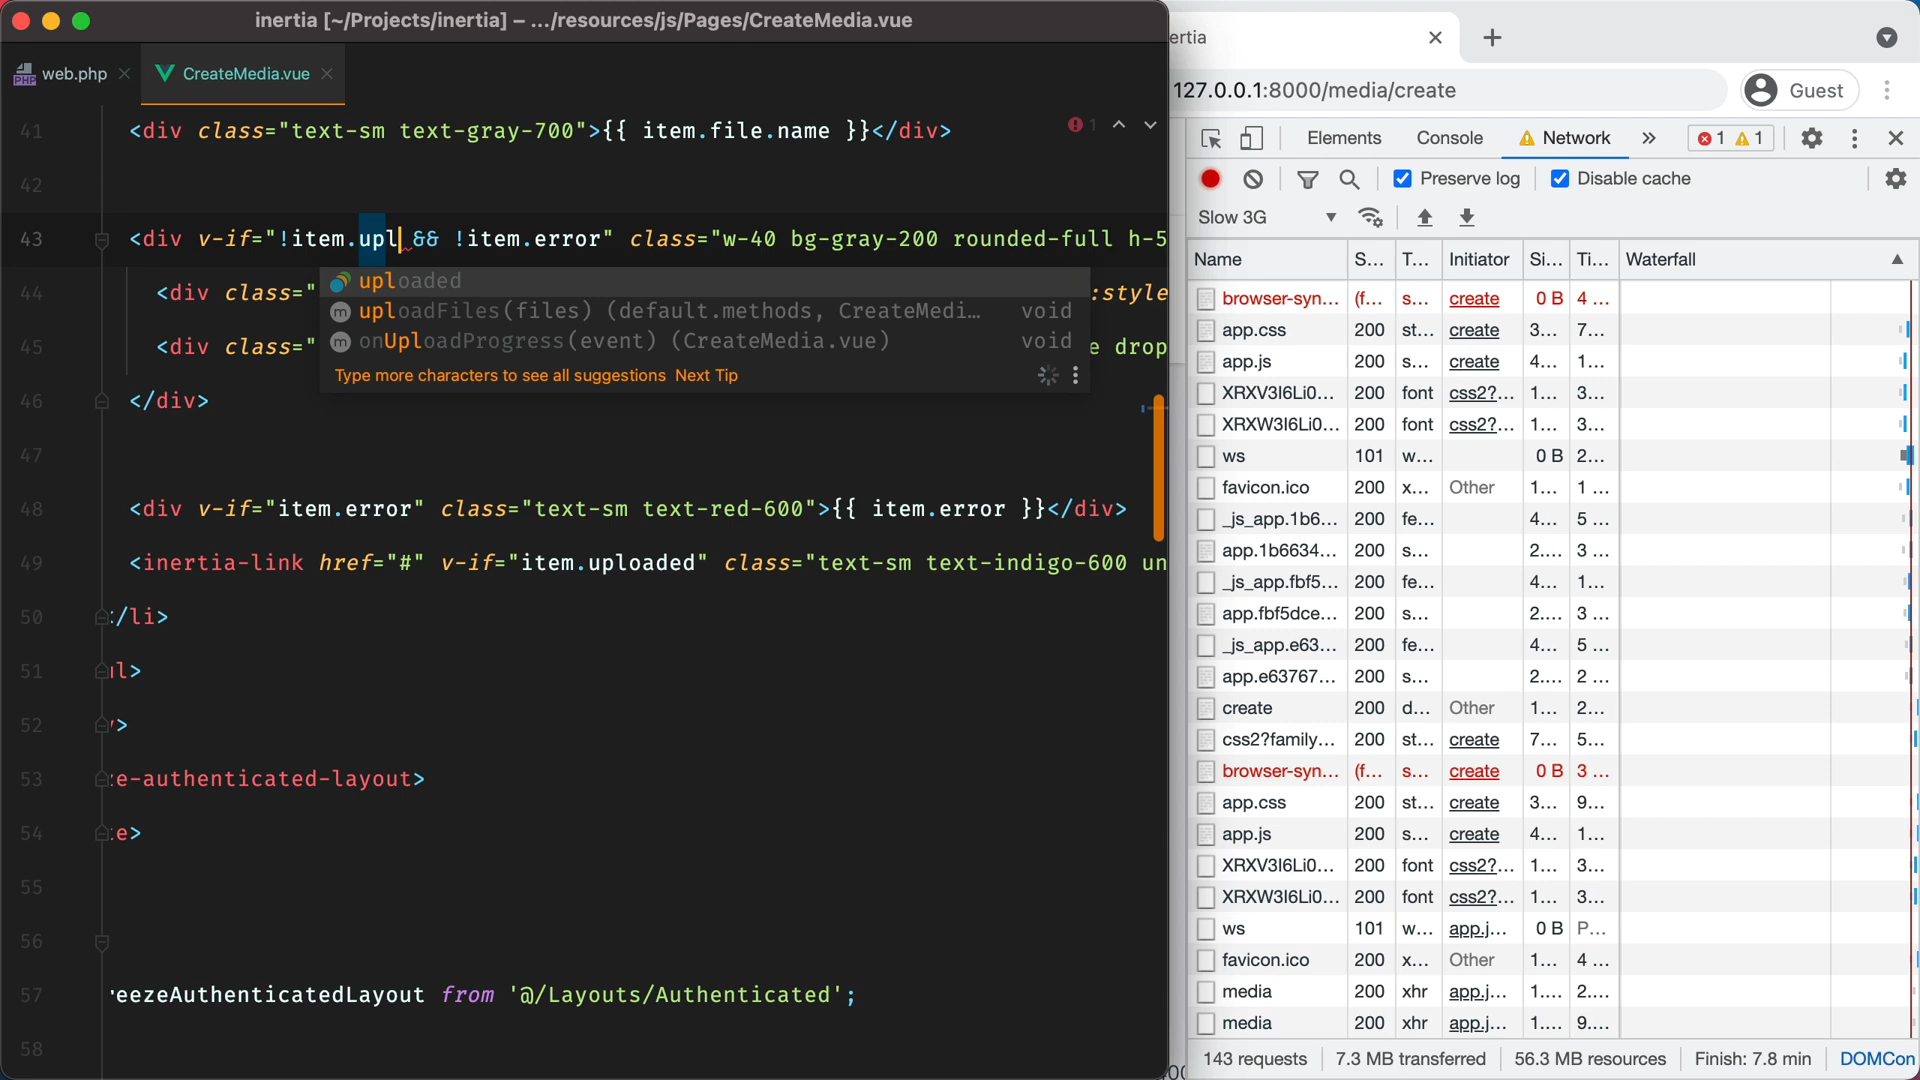 inertia [~/Projects/inertia] – .../resources/js/Pages/CreateMedia.vue
web.php
CreateMedia.vue
41 <div class="text-sm text-gray-700">{{ item.file.name }}</div>
1
42
43 <div v-if="!item.upl && !item.error" class="w-40 bg-gray-200 rounded-full h-5
44 <div class=" :style
uploaded
uploadFiles(files) (default.methods, CreateMedi... void
45 <div class=" e drop
onUploadProgress(event) (CreateMedia.vue) void
Type more characters to see all suggestions Next Tip
46 </div>
47
48 <div v-if="item.error" class="text-sm text-red-600">{{ item.error }}</div>
49 <inertia-link href="#" v-if="item.uploaded" class="text-sm text-indigo-600 un
50 /li>
51 l>
52 >
53 e-authenticated-layout>
54 e>
55
56
57 eezeAuthenticatedLayout from '@/Layouts/Authenticated';
58
ertia
127.0.0.1:8000/media/create
Guest
Elements Console Network 1 1
Preserve log Disable cache
Slow 3G
Name S... T... Initiator Si... Ti... Waterfall
browser-syn... (f... s... create 0 B 4 ...
app.css 200 st... create 3... 7...
app.js 200 s... create 4... 1...
XRXV3I6Li0... 200 font css2?... 1... 3...
XRXW3I6Li0... 200 font css2?... 1... 3...
ws 101 w... 0 B 2...
favicon.ico 200 x... Other 1... 1 ...
_js_app.1b6... 200 fe... 4... 5 ...
app.1b6634... 200 s... 2.... 3 ...
_js_app.fbf5... 200 fe... 4... 1...
app.fbf5dce... 200 s... 2.... 3 ...
_js_app.e63... 200 fe... 4... 5 ...
app.e63767... 200 s... 2.... 2 ...
create 200 d... Other 1... 2...
css2?family... 200 st... create 7... 5...
browser-syn... (f... s... create 0 B 3 ...
app.css 200 st... create 3... 9...
app.js 200 s... create 4... 1...
XRXV3I6Li0... 200 font css2?... 1... 3...
XRXW3I6Li0... 200 font css2?... 1... 3...
ws 101 w... app.j... 0 B P...
favicon.ico 200 x... Other 1... 4 ...
media 200 xhr app.j... 1.... 2....
media 200 xhr app.j... 1.... 9....
143 requests 7.3 MB transferred 56.3 MB resources Finish: 7.8 min DOMCon